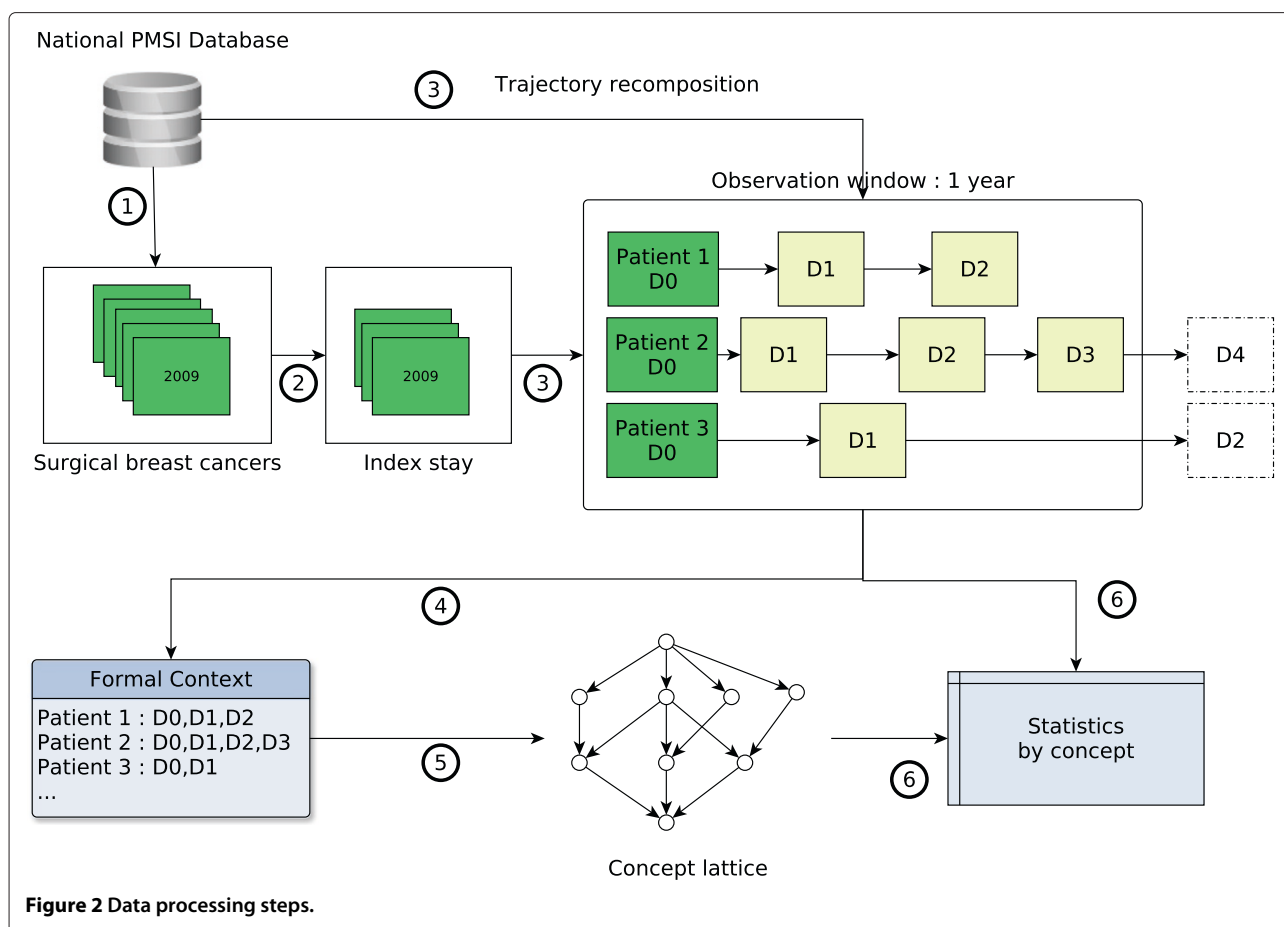 National PMSI Database
3
Trajectory recomposition
1
Observation window : 1 year
Patient 1
D0
D1
D2
Patient 2
D0
D1
D2
D3
D4
Patient 3
D0
D1
D2
2009
2
2009
3
Surgical breast cancers
Index stay
4
6
Formal Context
Patient 1 : D0,D1,D2
Patient 2 : D0,D1,D2,D3
Patient 3 : D0,D1
...
5
Statistics
by concept
6
Concept lattice
Figure 2 Data processing steps.